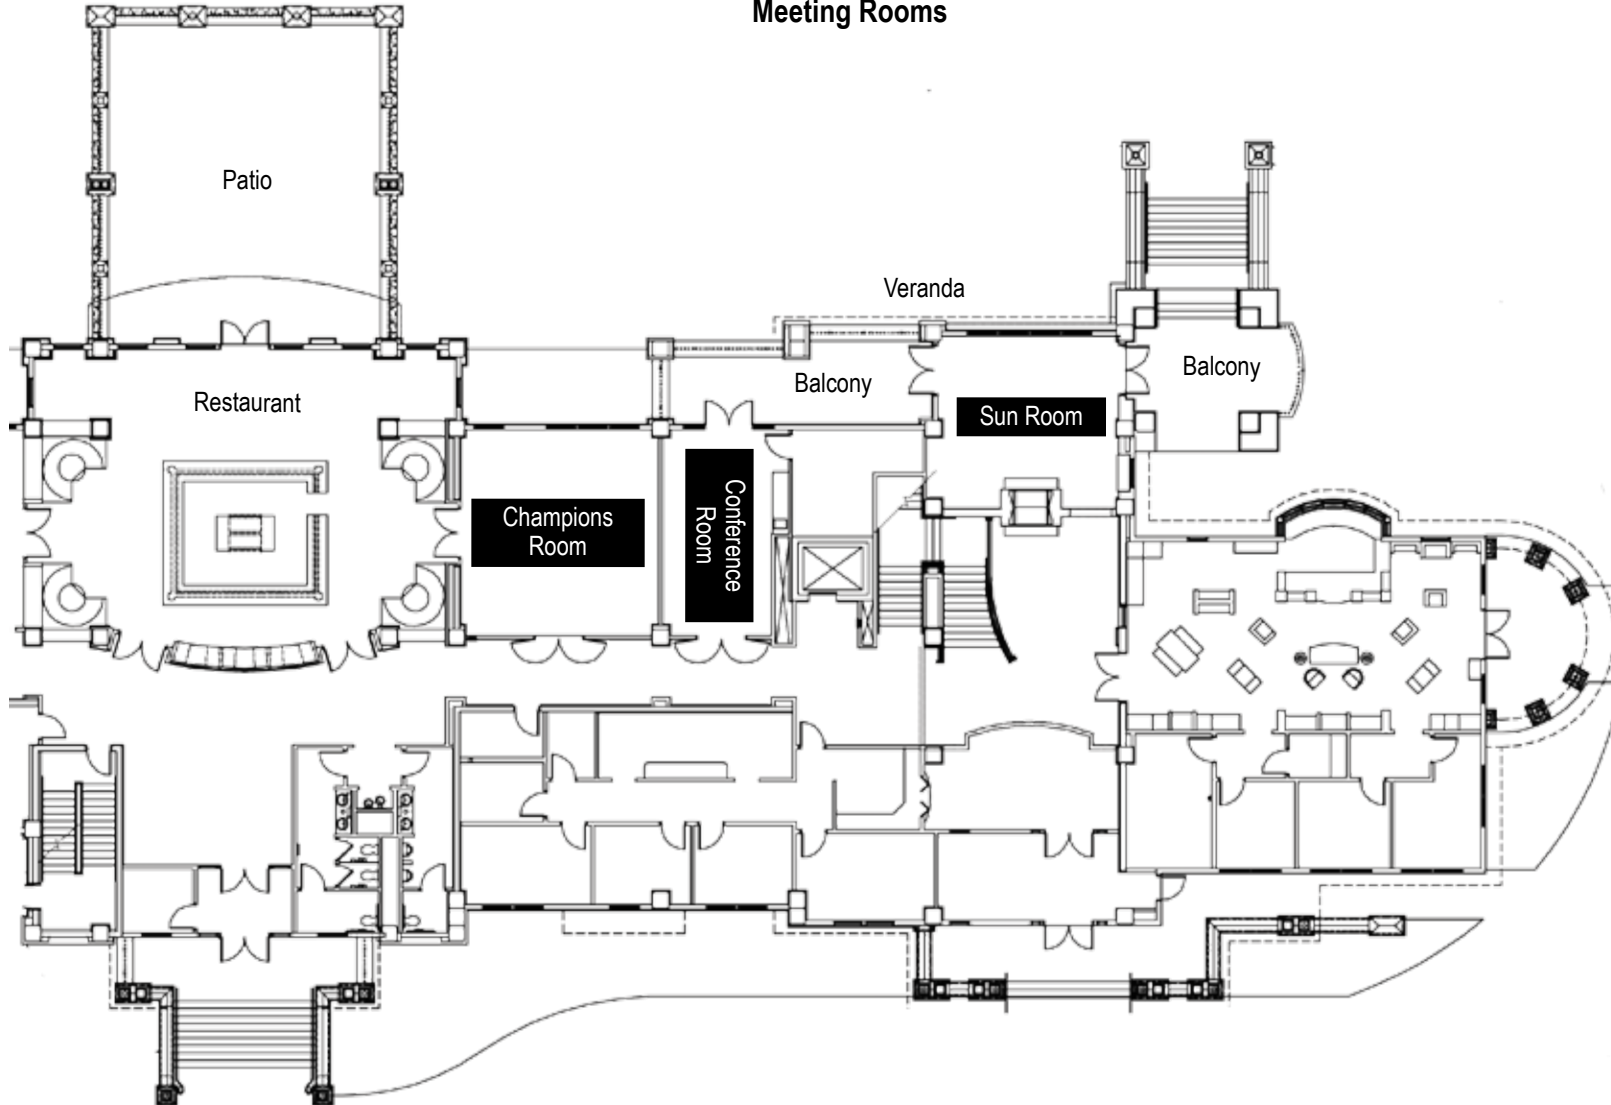 Meeting Rooms
Patio
Veranda
Balcony
Balcony
Restaurant
Sun Room
Champions
Room
Conference
Room